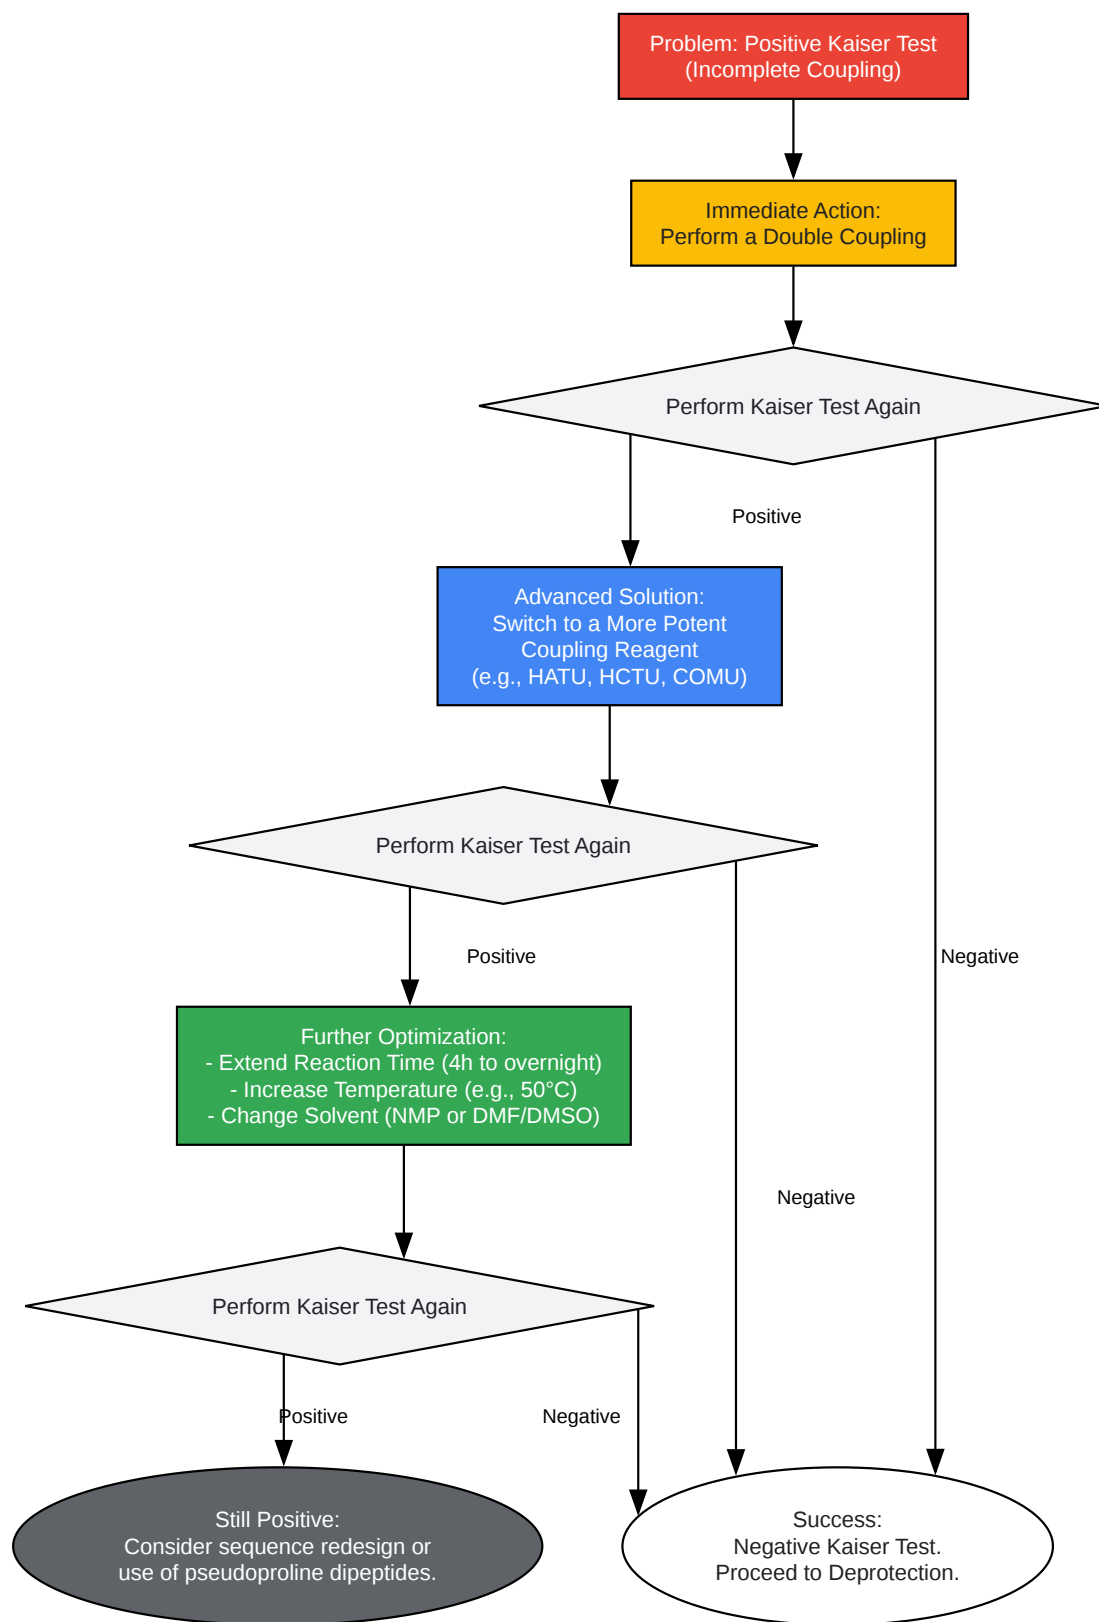 Problem: Positive Kaiser Test
(Incomplete Coupling)
Immediate Action:
Perform a Double Coupling
Perform Kaiser Test Again
Positive
Advanced Solution:
Switch to a More Potent
Coupling Reagent
(e.g., HATU, HCTU, COMU)
Perform Kaiser Test Again
Positive
Negative
Further Optimization:
- Extend Reaction Time (4h to overnight)
- Increase Temperature (e.g., 50°C)
- Change Solvent (NMP or DMF/DMSO)
Negative
Perform Kaiser Test Again
Positive
Negative
Still Positive:
Consider sequence redesign or
use of pseudoproline dipeptides.
Success:
Negative Kaiser Test.
Proceed to Deprotection.